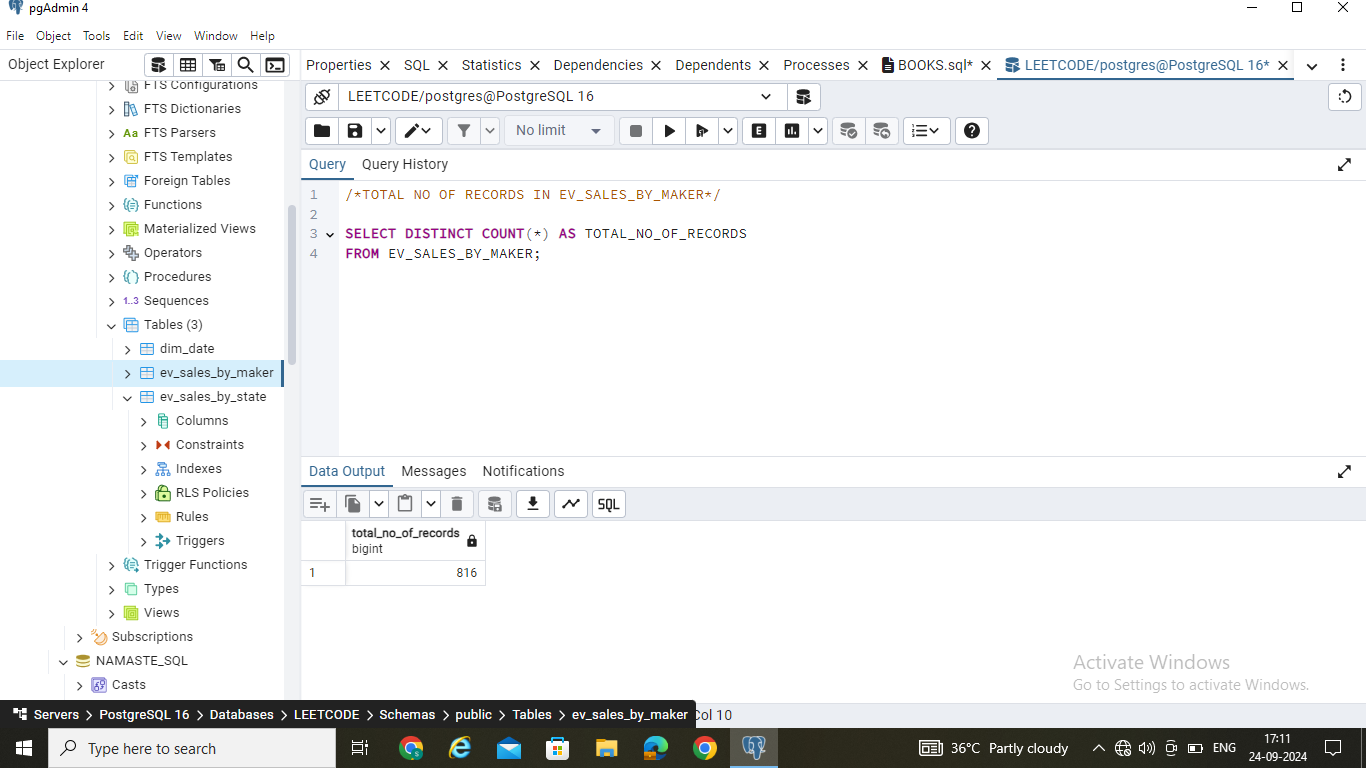 pgAdmin 4
File Object Tools Edit View Window Help
Object Explorer
Properties SQL Statistics Dependencies Dependents Processes BOOKS.sql* LEETCODE/postgres@PostgreSQL 16*
FTS Configurations
FTS Dictionaries
Aa FTS Parsers
FTS Templates
Foreign Tables
Functions
Materialized Views
Operators
Procedures
1..3 Sequences
Tables (3)
dim_date
ev_sales_by_maker
ev_sales_by_state
Columns
Constraints
Indexes
RLS Policies
Rules
Triggers
Trigger Functions
Types
Views
Subscriptions
NAMASTE_SQL
Casts
LEETCODE/postgres@PostgreSQL 16
No limit
E
Query Query History
1 /*TOTAL NO OF RECORDS IN EV_SALES_BY_MAKER*/
2
3 SELECT DISTINCT COUNT(*) AS TOTAL_NO_OF_RECORDS
4 FROM EV_SALES_BY_MAKER;
Data Output Messages Notifications
SQL
total_no_of_records
bigint
1 816
Activate Windows
Go to Settings to activate Windows.
Servers > PostgreSQL 16 > Databases > LEETCODE > Schemas > public > Tables > ev_sales_by_maker
Col 10
Type here to search
36°C Partly cloudy
ENG
17:11
24-09-2024